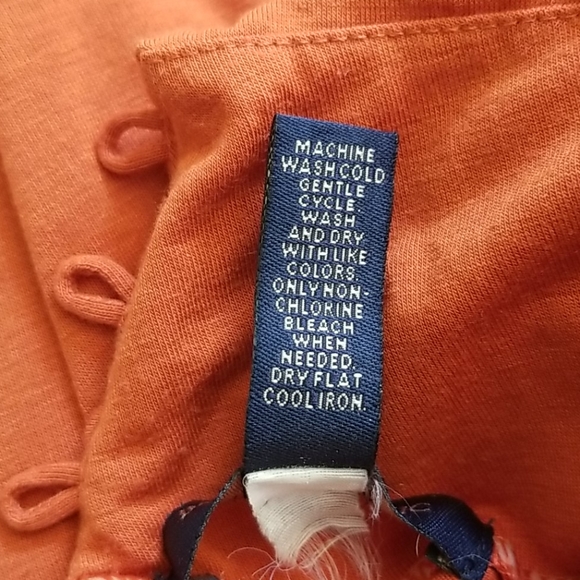 MACHINE
WASH COLD
GENTLE
CYCLE
WASH
AND DRY
WITH LIKE
COLORS.
ONLY NON-
CHLORINE
BLEACH
WHEN
NEEDED.
DRY FLAT
COOL IRON.